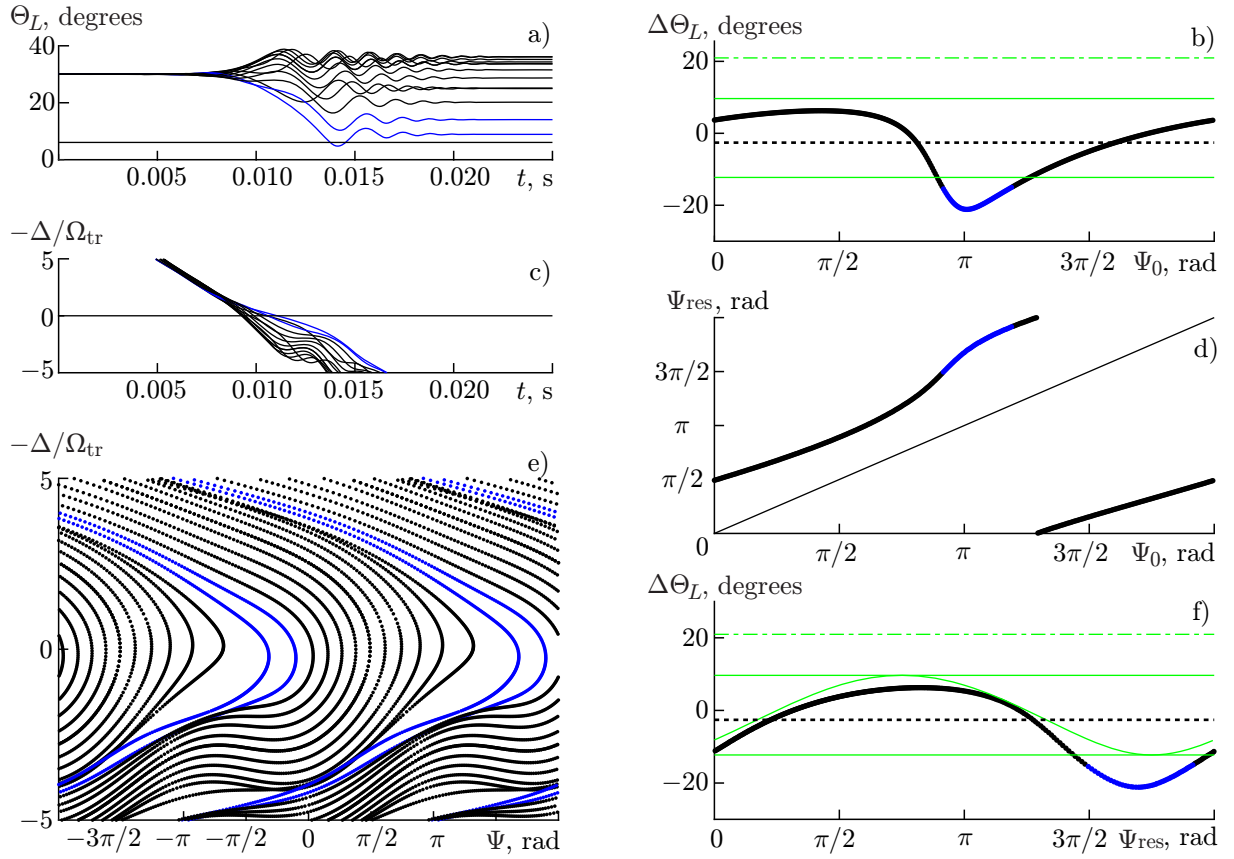 Θ_L, degrees
a)
40
20
0
0.005 0.010 0.015 0.020 t, s
−Δ/Ω_tr
c)
5
0
−5
0.005 0.010 0.015 0.020 t, s
−Δ/Ω_tr
e)
5
0
−5
−3π/2 −π −π/2 0 π/2 π Ψ, rad
ΔΘ_L, degrees
b)
20
0
−20
0 π/2 π 3π/2 Ψ_0, rad
Ψ_res, rad
d)
3π/2
π
π/2
0 π/2 π 3π/2 Ψ_0, rad
ΔΘ_L, degrees
f)
20
0
−20
0 π/2 π 3π/2 Ψ_res, rad